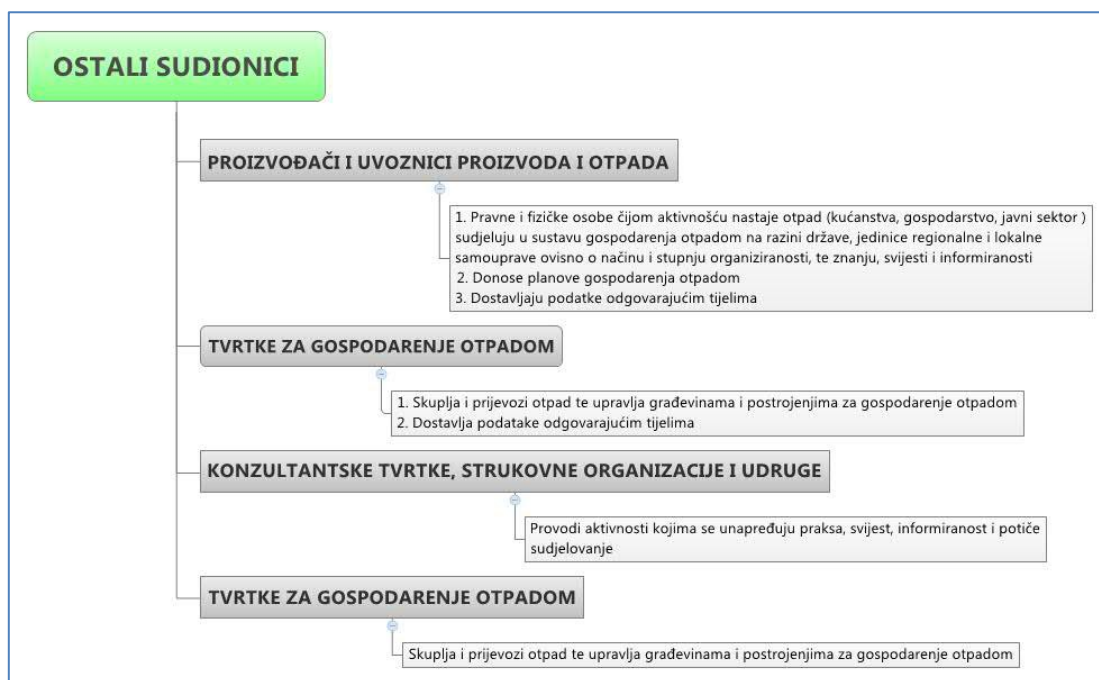 OSTALI SUDIONICI
PROIZVOĐAČI I UVOZNICI PROIZVODA I OTPADA
1. Pravne i fizičke osobe čijom aktivnošću nastaje otpad (kućanstva, gospodarstvo, javni sektor )
sudjeluju u sustavu gospodarenja otpadom na razini države, jedinice regionalne i lokalne
samouprave ovisno o načinu i stupnju organiziranosti, te znanju, svijesti i informiranosti
2. Donose planove gospodarenja otpadom
3. Dostavljaju podatke odgovarajućim tijelima
TVRTKE ZA GOSPODARENJE OTPADOM
1. Skuplja i prijevozi otpad te upravlja građevinama i postrojenjima za gospodarenje otpadom
2. Dostavlja podatake odgovarajućim tijelima
KONZULTANTSKE TVRTKE, STRUKOVNE ORGANIZACIJE I UDRUGE
Provodi aktivnosti kojima se unapređuju praksa, svijest, informiranost i potiče
sudjelovanje
TVRTKE ZA GOSPODARENJE OTPADOM
Skuplja i prijevozi otpad te upravlja građevinama i postrojenjima za gospodarenje otpadom